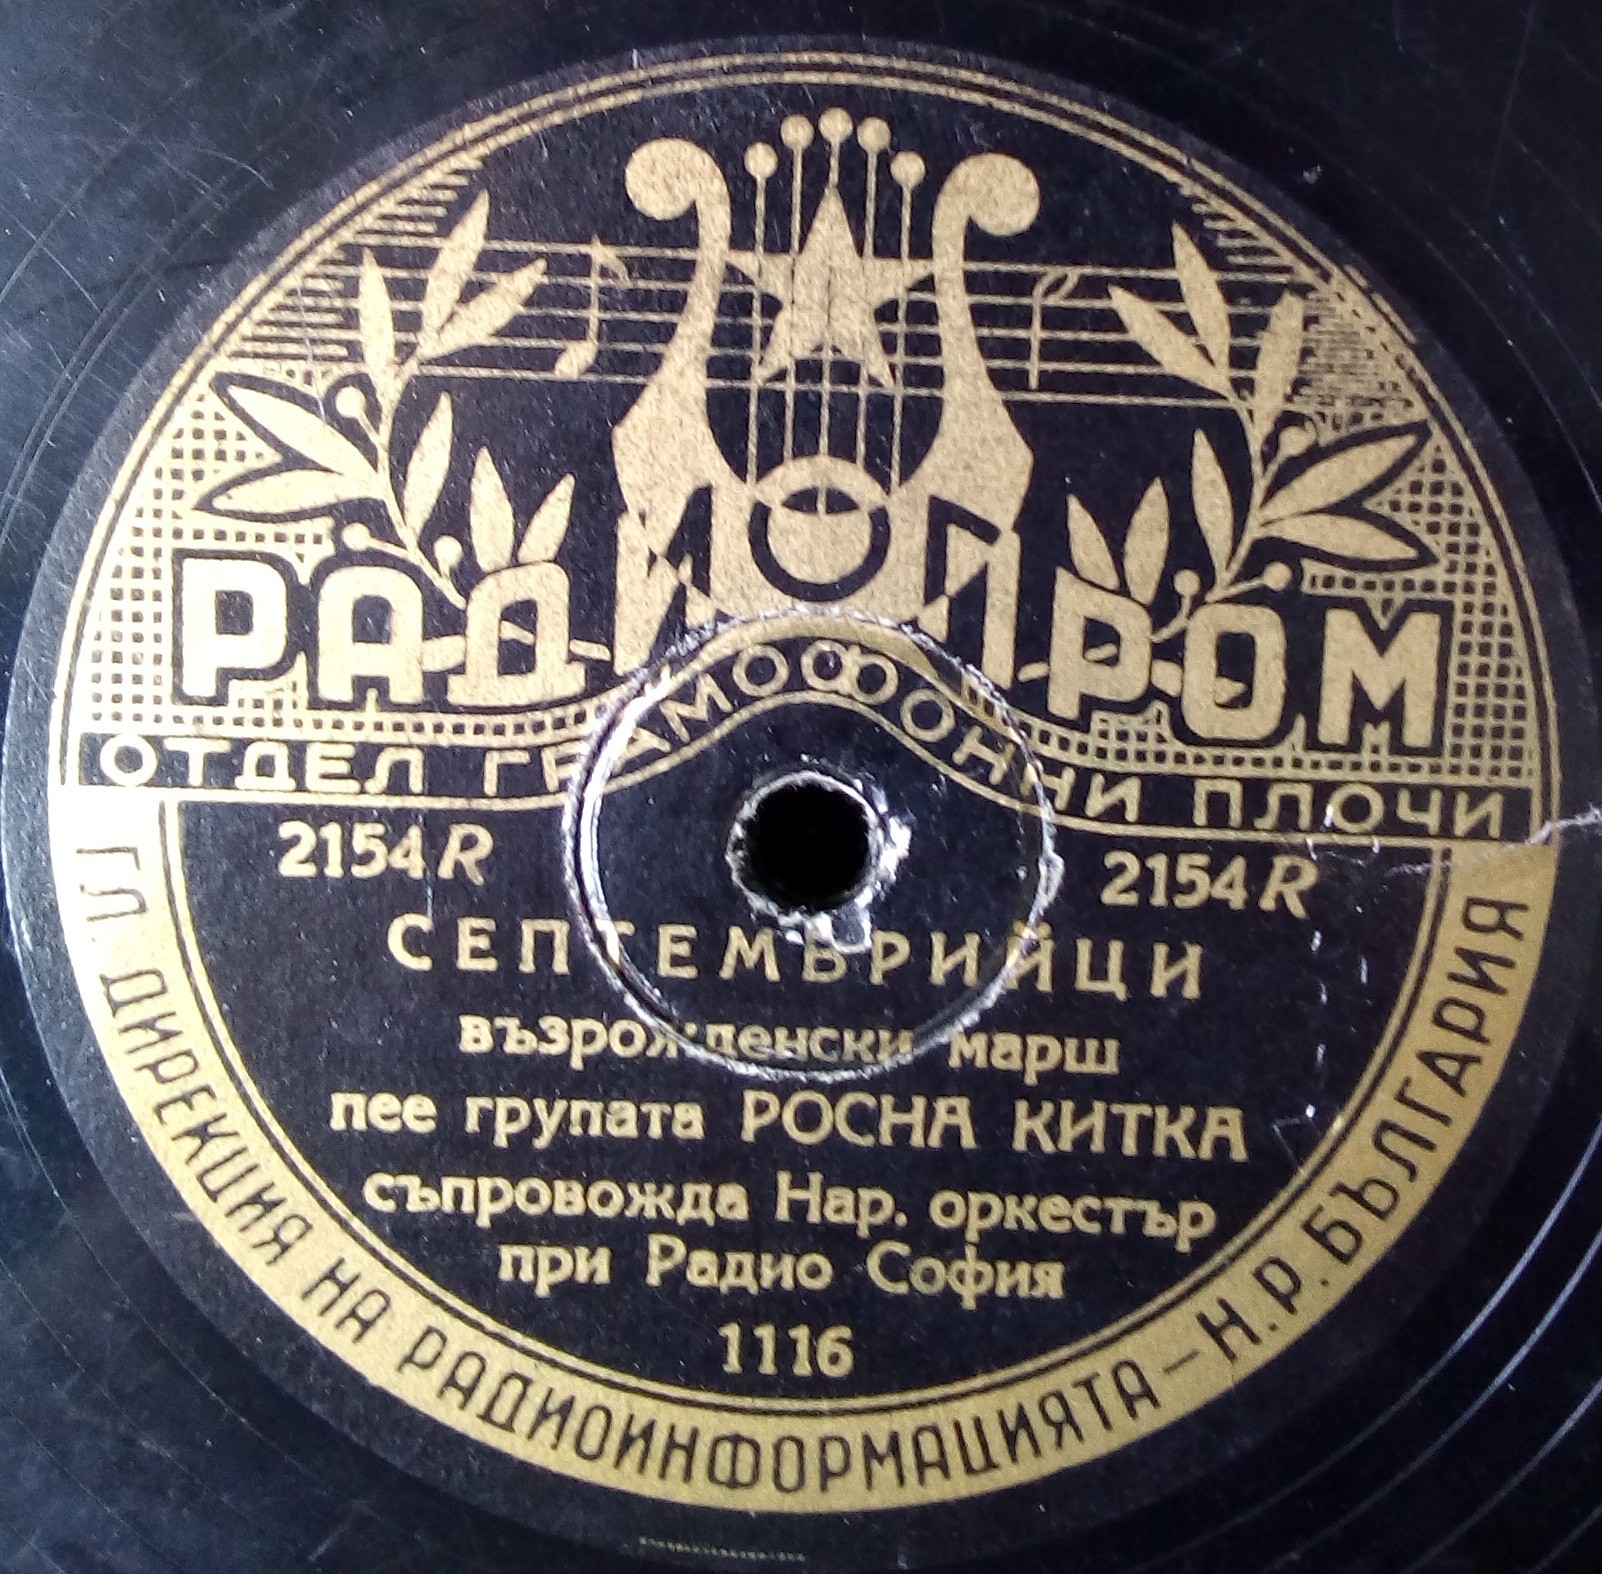 РАДИОПРОМ
ОТДЕЛ ГРАМОФОННИ ПЛОЧИ
2154 R 2154 R
СЕПТЕМВРИЙЦИ
възрожденски марш
пее групата РОСНА КИТКА
съпровожда Нар. оркестър
при Радио София
1116
ГЛ. ДИРЕКЦИЯ НА РАДИОИНФОРМАЦИЯТА – Н.Р. БЪЛГАРИЯ